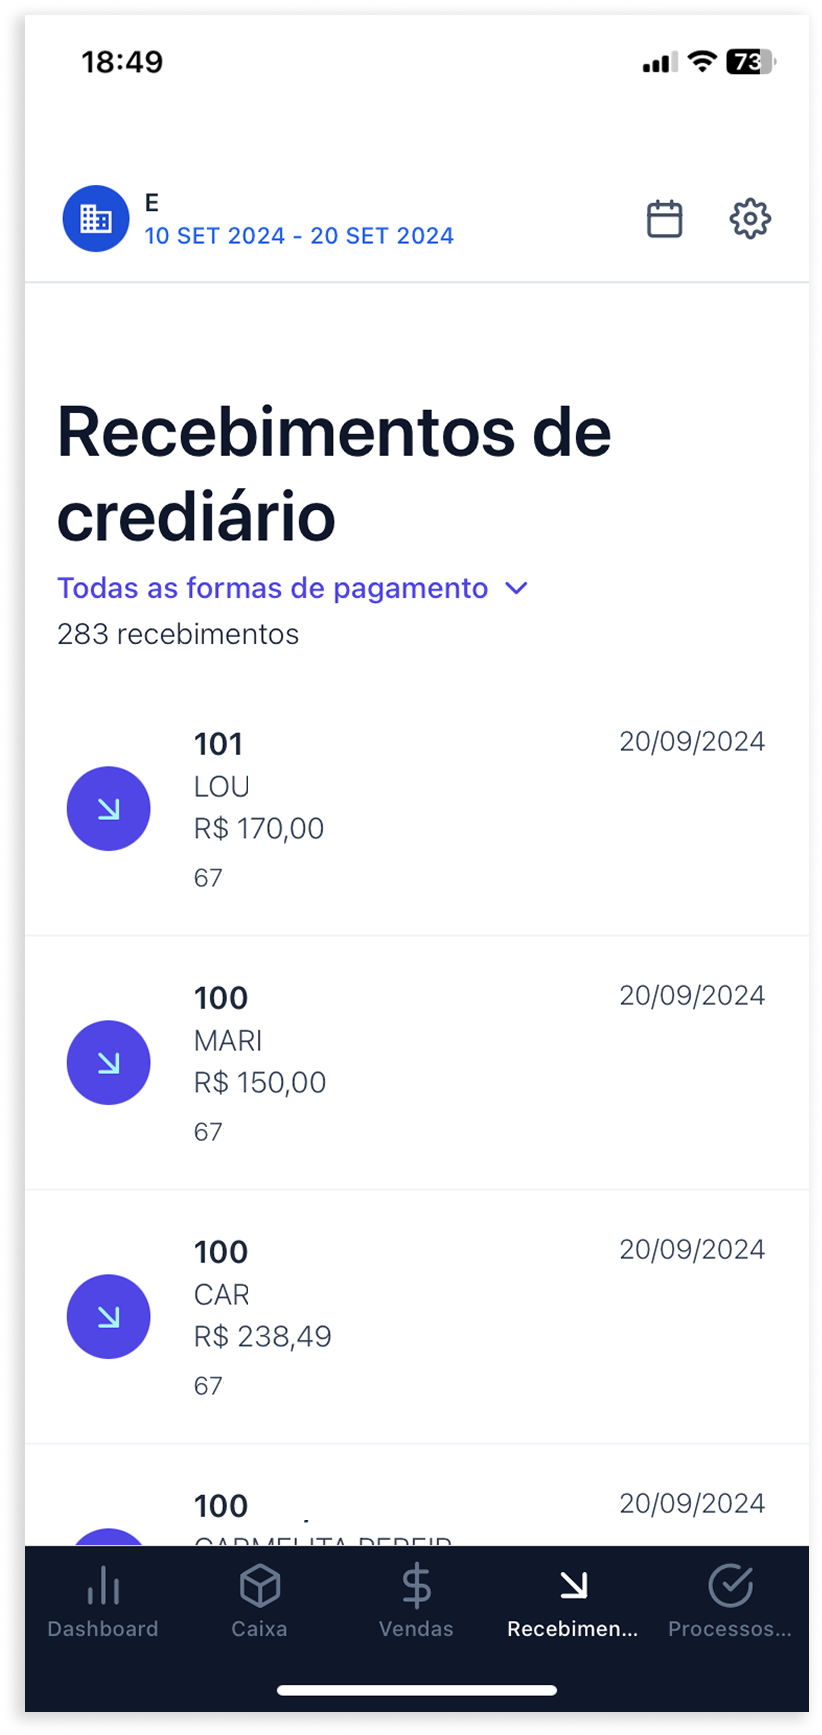 18:49
73
E
10 SET 2024 - 20 SET 2024
Recebimentos de
crediário
Todas as formas de pagamento
283 recebimentos
101
20/09/2024
LOU
R$ 170,00
67
100
20/09/2024
MARI
R$ 150,00
67
100
20/09/2024
CAR
R$ 238,49
67
100
20/09/2024
Dashboard
Caixa
Vendas
Recebimen...
Processos...